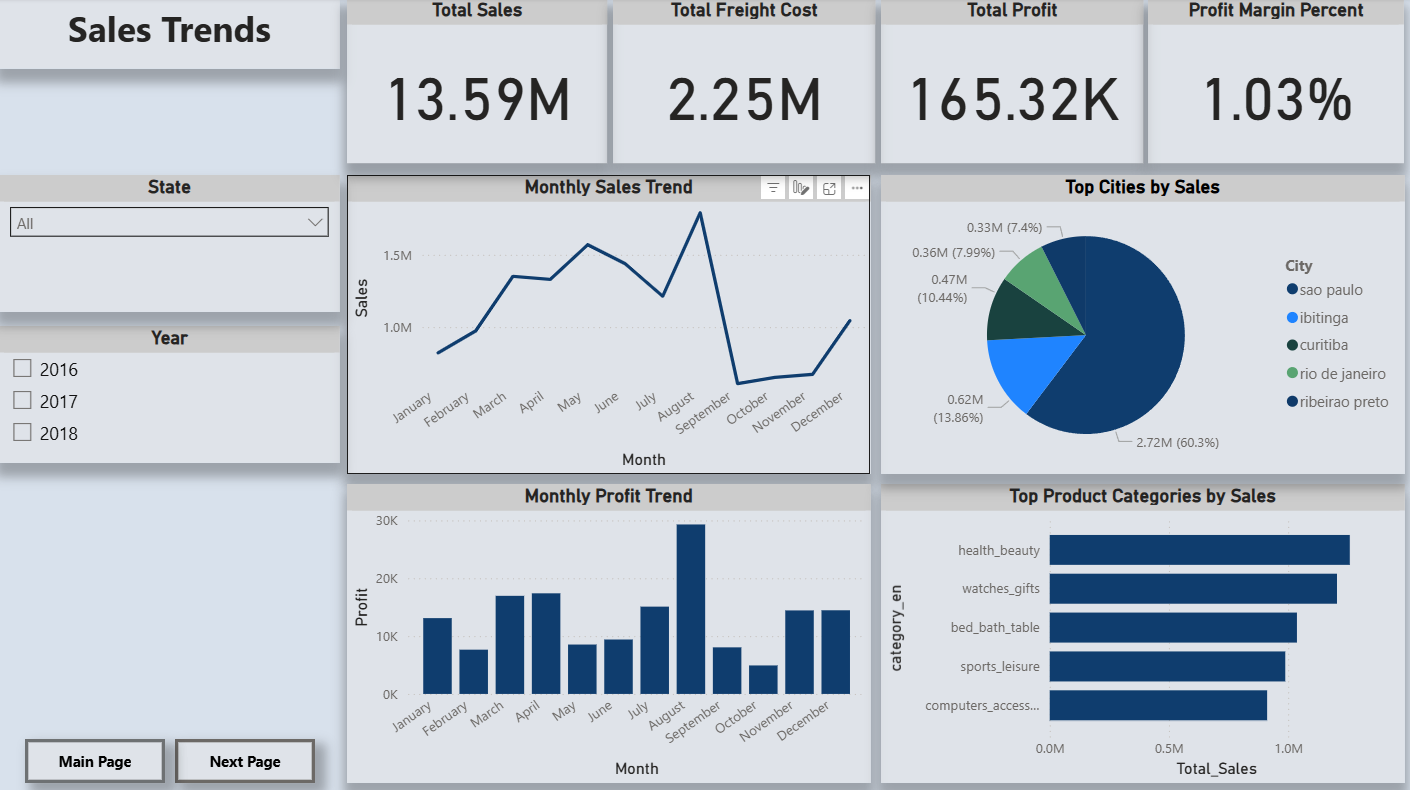 Sales Trends
Total Sales
13.59M
Total Freight Cost
2.25M
Total Profit
165.32K
Profit Margin Percent
1.03%
State
All
Year
2016
2017
2018
Monthly Sales Trend
Sales
1.5M
1.0M
January
February
March
April
May
June
July
August
September
October
November
December
Month
Top Cities by Sales
0.33M (7.4%)
0.36M (7.99%)
0.47M
(10.44%)
0.62M
(13.86%)
2.72M (60.3%)
City
sao paulo
ibitinga
curitiba
rio de janeiro
ribeirao preto
Monthly Profit Trend
Profit
30K
20K
10K
0K
January
February
March
April
May
June
July
August
September
October
November
December
Month
Top Product Categories by Sales
category_en
health_beauty
watches_gifts
bed_bath_table
sports_leisure
computers_access...
0.0M
0.5M
1.0M
Total_Sales
Main Page
Next Page